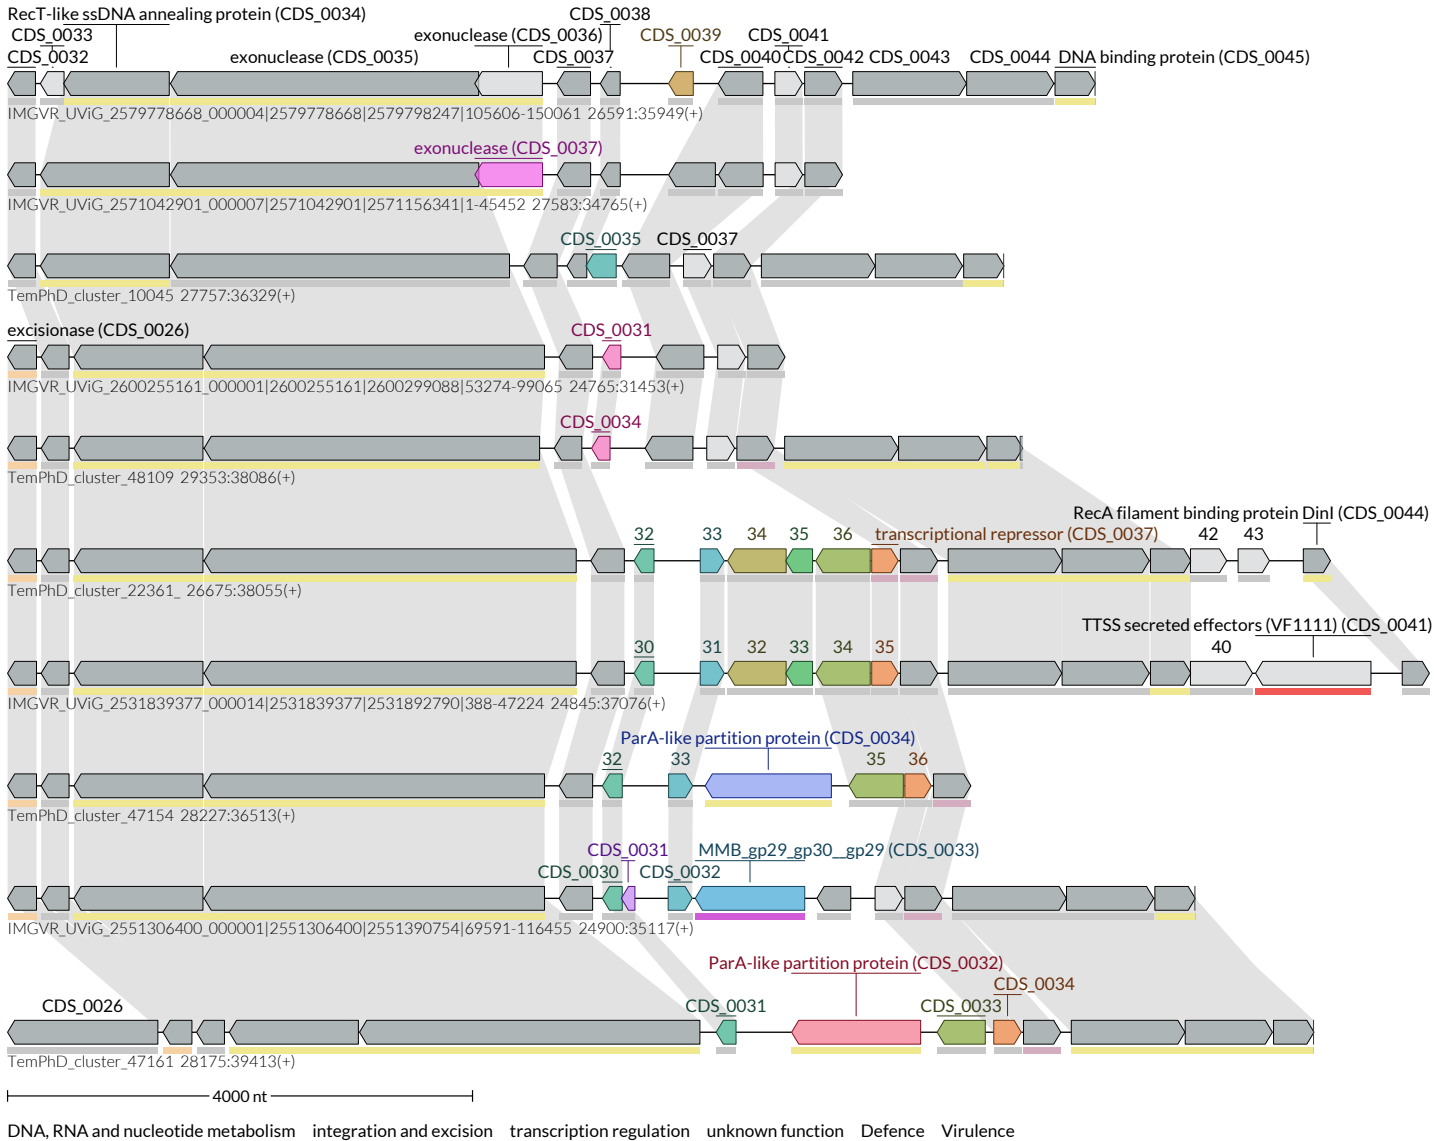 RecT-like ssDNA annealing protein (CDS_0034) CDS_0038
CDS_0033 exonuclease (CDS_0036) CDS_0039 CDS_0041
CDS_0032 exonuclease (CDS_0035) CDS_0037 CDS_0040 CDS_0042 CDS_0043 CDS_0044 DNA binding protein (CDS_0045)
IMGVR_UViG_2579778668_000004|2579778668|2579798247|105606-150061 26591:35949(+)
exonuclease (CDS_0037)
IMGVR_UViG_2571042901_000007|2571042901|2571156341|1-45452 27583:34765(+)
CDS_0035 CDS_0037
TemPhD_cluster_10045 27757:36329(+)
excisionase (CDS_0026) CDS_0031
IMGVR_UViG_2600255161_000001|2600255161|2600299088|53274-99065 24765:31453(+)
CDS_0034
TemPhD_cluster_48109 29353:38086(+)
RecA filament binding protein DinI (CDS_0044)
32 33 34 35 36 transcriptional repressor (CDS_0037) 42 43
TemPhD_cluster_22361_ 26675:38055(+)
TTSS secreted effectors (VF1111) (CDS_0041)
30 31 32 33 34 35 40
IMGVR_UViG_2531839377_000014|2531839377|2531892790|388-47224 24845:37076(+)
ParA-like partition protein (CDS_0034)
32 33 35 36
TemPhD_cluster_47154 28227:36513(+)
CDS_0031 MMB_gp29_gp30__gp29 (CDS_0033)
CDS_0030 CDS_0032
IMGVR_UViG_2551306400_000001|2551306400|2551390754|69591-116455 24900:35117(+)
ParA-like partition protein (CDS_0032)
CDS_0034
CDS_0026 CDS_0031 CDS_0033
TemPhD_cluster_47161 28175:39413(+)
4000 nt
DNA, RNA and nucleotide metabolism integration and excision transcription regulation unknown function Defence Virulence